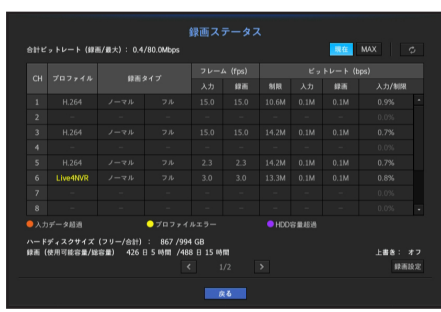 録画ステータス
合計ビットレート (録画/最大) : 0.4/80.0Mbps 現在 MAX
CH プロファイル 録画タイプ フレーム (fps) ビットレート (bps)
入力 録画 制限 入力 録画 入力/制限
1 H.264 ノーマル フル 15.0 15.0 10.6M 0.1M 0.1M 0.9%
2 – – – – – – – – 0.0%
3 H.264 ノーマル フル 15.0 15.0 14.2M 0.1M 0.1M 0.7%
4 – – – – – – – – 0.0%
5 H.264 ノーマル フル 2.3 2.3 14.2M 0.1M 0.1M 0.7%
6 Live4NVR ノーマル フル 3.0 3.0 13.3M 0.1M 0.1M 0.8%
7 – – – – – – – – 0.0%
8 – – – – – – – – 0.0%
入力データ超過 プロファイルエラー HDD容量超過
ハードディスクサイズ (フリー/合計) : 867 /994 GB
録画 (使用可能容量/総容量) 426 日 5 時間 /488 日 15 時間 上書き : オフ
< 1/2 > 録画設定
戻る